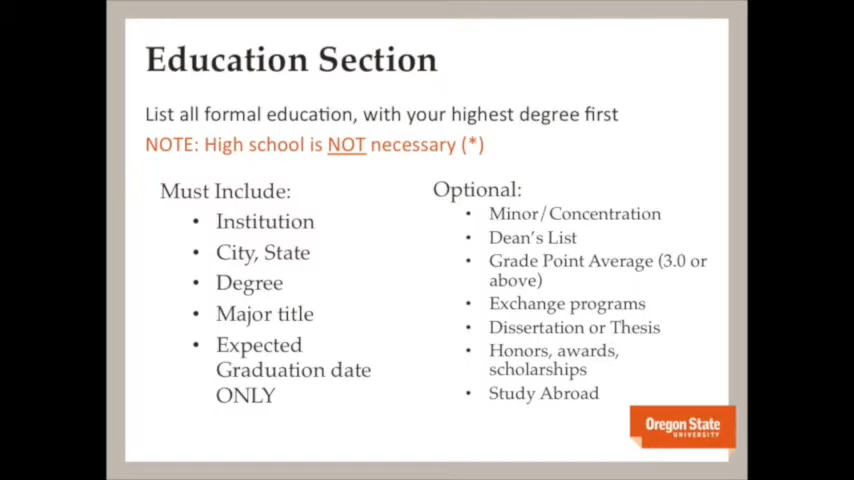 Education Section
List all formal education, with your highest degree first
NOTE: High school is NOT necessary (*)
Must Include:
• Institution
• City, State
• Degree
• Major title
• Expected
Graduation date
ONLY
Optional:
• Minor/Concentration
• Dean's List
• Grade Point Average (3.0 or
above)
• Exchange programs
• Dissertation or Thesis
• Honors, awards,
scholarships
• Study Abroad
Oregon State
UNIVERSITY